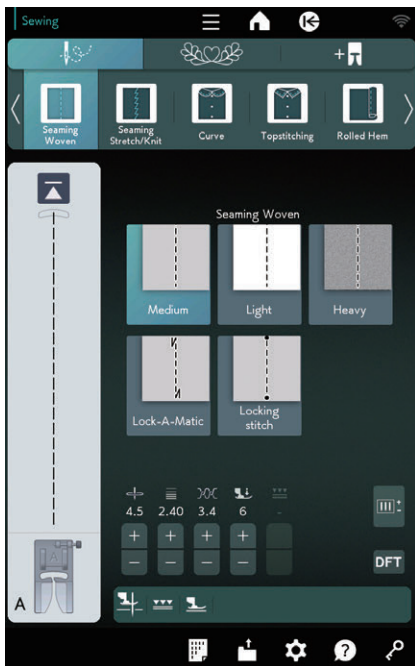 Sewing
Seaming
Woven
Seaming
Stretch/Knit
Curve
Topstitching
Rolled Hem
Seaming Woven
Medium
Light
Heavy
Lock-A-Matic
Locking
stitch
4.5 2.40 3.4 6 -
+ + + +
− − − −
DFT
A